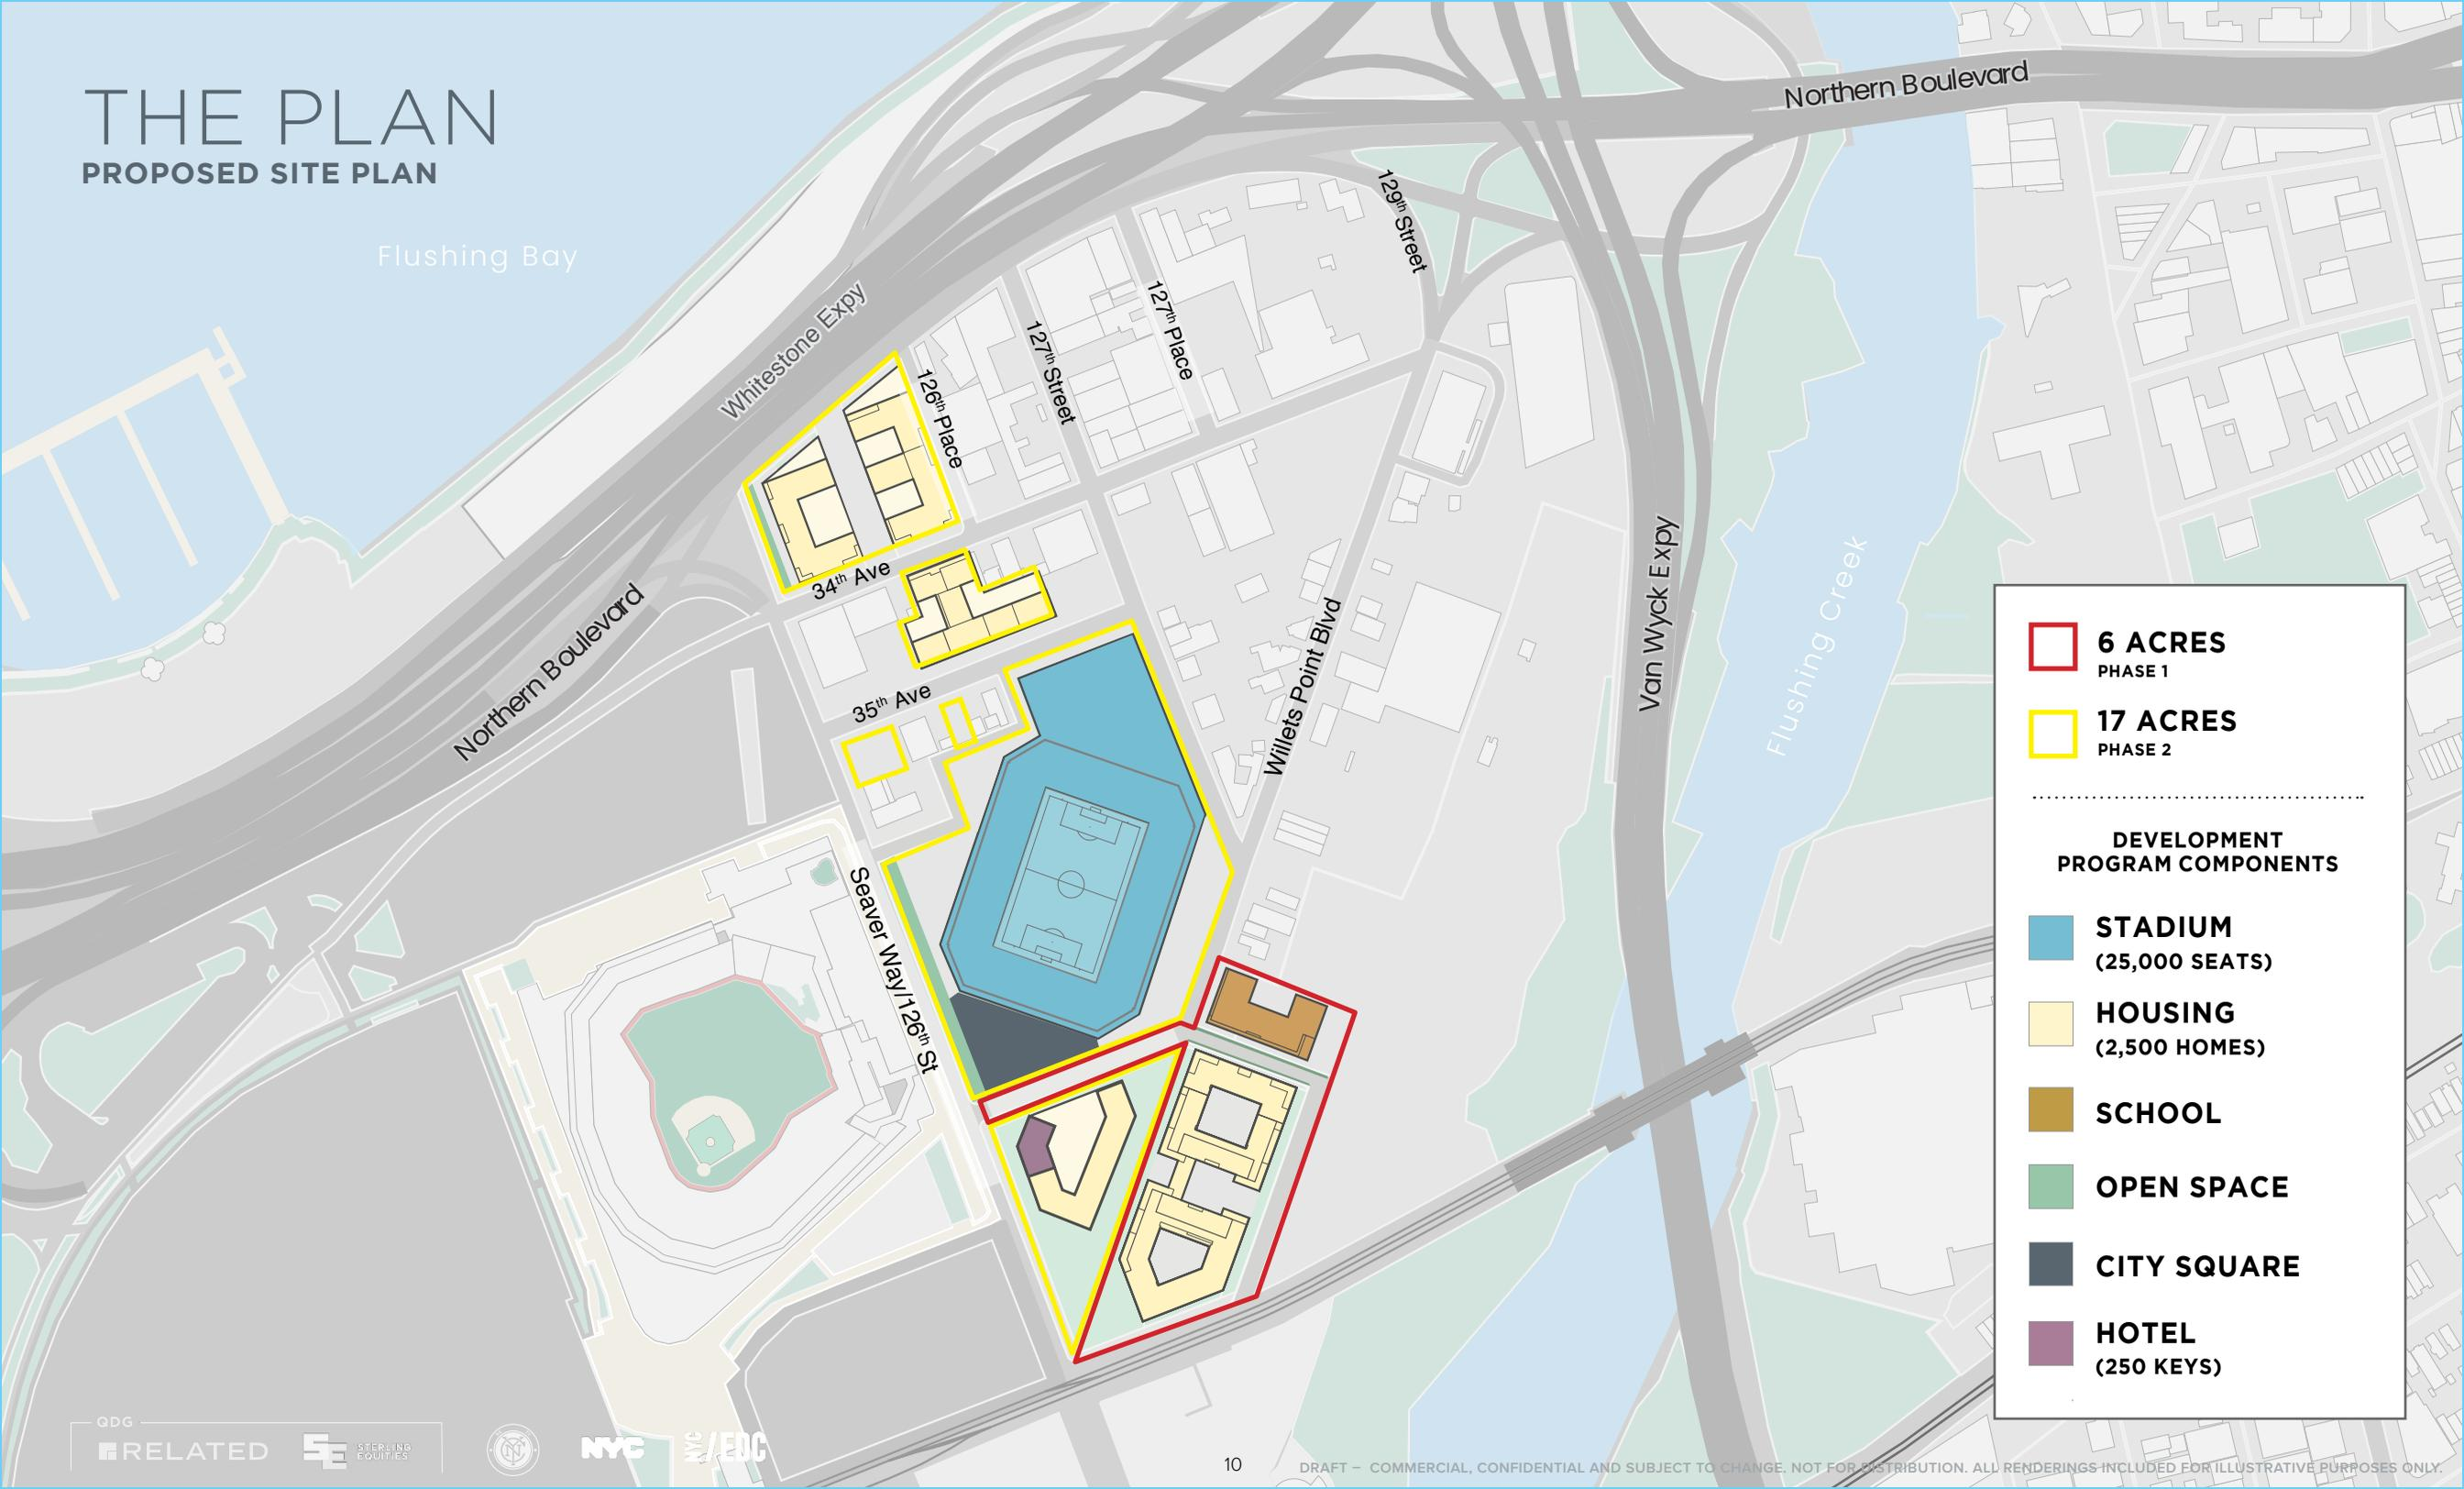 THE PLAN
PROPOSED SITE PLAN
Flushing Bay
Northern Boulevard
129th Street
127th Place
127th Street
126th Place
Whitestone Expy
34th Ave
Northern Boulevard
35th Ave
Willets Point Blvd
Van Wyck Expy
Flushing Creek
Seaver Way/126th St
6 ACRES
PHASE 1
17 ACRES
PHASE 2
DEVELOPMENT
PROGRAM COMPONENTS
STADIUM
(25,000 SEATS)
HOUSING
(2,500 HOMES)
SCHOOL
OPEN SPACE
CITY SQUARE
HOTEL
(250 KEYS)
QDG
RELATED
SE STERLING
EQUITIES
NYC
NYC/EDC
10
DRAFT – COMMERCIAL, CONFIDENTIAL AND SUBJECT TO CHANGE. NOT FOR DISTRIBUTION. ALL RENDERINGS INCLUDED FOR ILLUSTRATIVE PURPOSES ONLY.